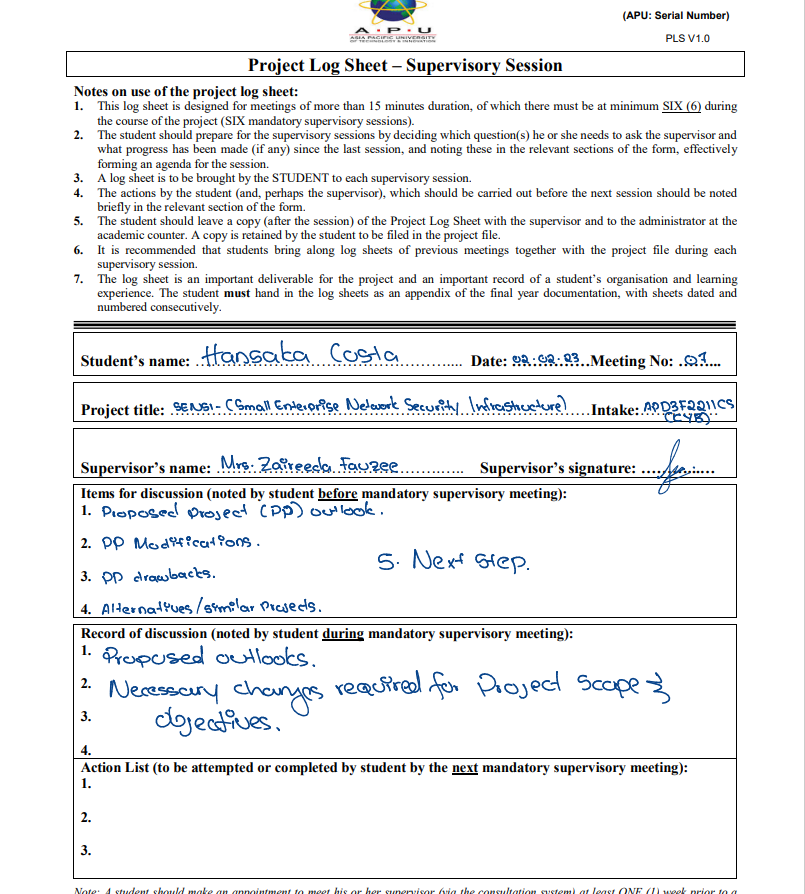 (APU: Serial Number)
A • P • U
ASIA PACIFIC UNIVERSITY
OF TECHNOLOGY & INNOVATION
PLS V1.0
Project Log Sheet – Supervisory Session
Notes on use of the project log sheet:
1. This log sheet is designed for meetings of more than 15 minutes duration, of which there must be at minimum SIX (6) during
the course of the project (SIX mandatory supervisory sessions).
2. The student should prepare for the supervisory sessions by deciding which question(s) he or she needs to ask the supervisor and
what progress has been made (if any) since the last session, and noting these in the relevant sections of the form, effectively
forming an agenda for the session.
3. A log sheet is to be brought by the STUDENT to each supervisory session.
4. The actions by the student (and, perhaps the supervisor), which should be carried out before the next session should be noted
briefly in the relevant section of the form.
5. The student should leave a copy (after the session) of the Project Log Sheet with the supervisor and to the administrator at the
academic counter. A copy is retained by the student to be filed in the project file.
6. It is recommended that students bring along log sheets of previous meetings together with the project file during each
supervisory session.
7. The log sheet is an important deliverable for the project and an important record of a student's organisation and learning
experience. The student must hand in the log sheets as an appendix of the final year documentation, with sheets dated and
numbered consecutively.
Student's name: Hansaka Costa Date: 02.02.23 Meeting No: 01
Project title: SENSI - (Small Enterprise Network Security Infrastructure) Intake: APD3F2211CS
(CYB)
Supervisor's name: Mrs. Zaireeda Fauzee Supervisor's signature:
Items for discussion (noted by student before mandatory supervisory meeting):
1. Proposed Project (PP) outlook.
2. PP Modifications.
5. Next Step.
3. PP drawbacks.
4. Alternatives/similar Projects.
Record of discussion (noted by student during mandatory supervisory meeting):
1. Proposed outlooks.
2. Necessary changes required for Project Scope &
3. objectives.
4.
Action List (to be attempted or completed by student by the next mandatory supervisory meeting):
1.
2.
3.
Note: A student should make an appointment to meet his or her supervisor (via the consultation system) at least ONE (1) week prior to a